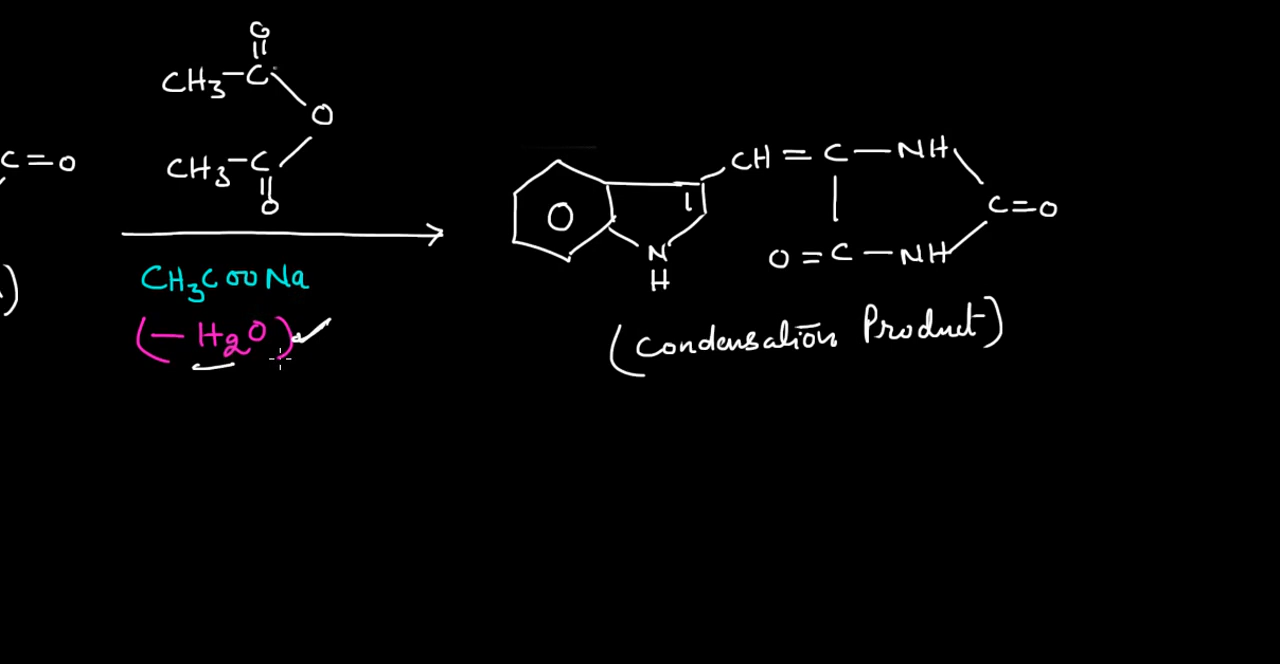 O
||
CH3-C
O
C=O
CH3-C
||
O
CH3COONa
(- H2O)
)
CH = C - NH
|
C=O
O = C - NH
N
H
(Condensation Product)